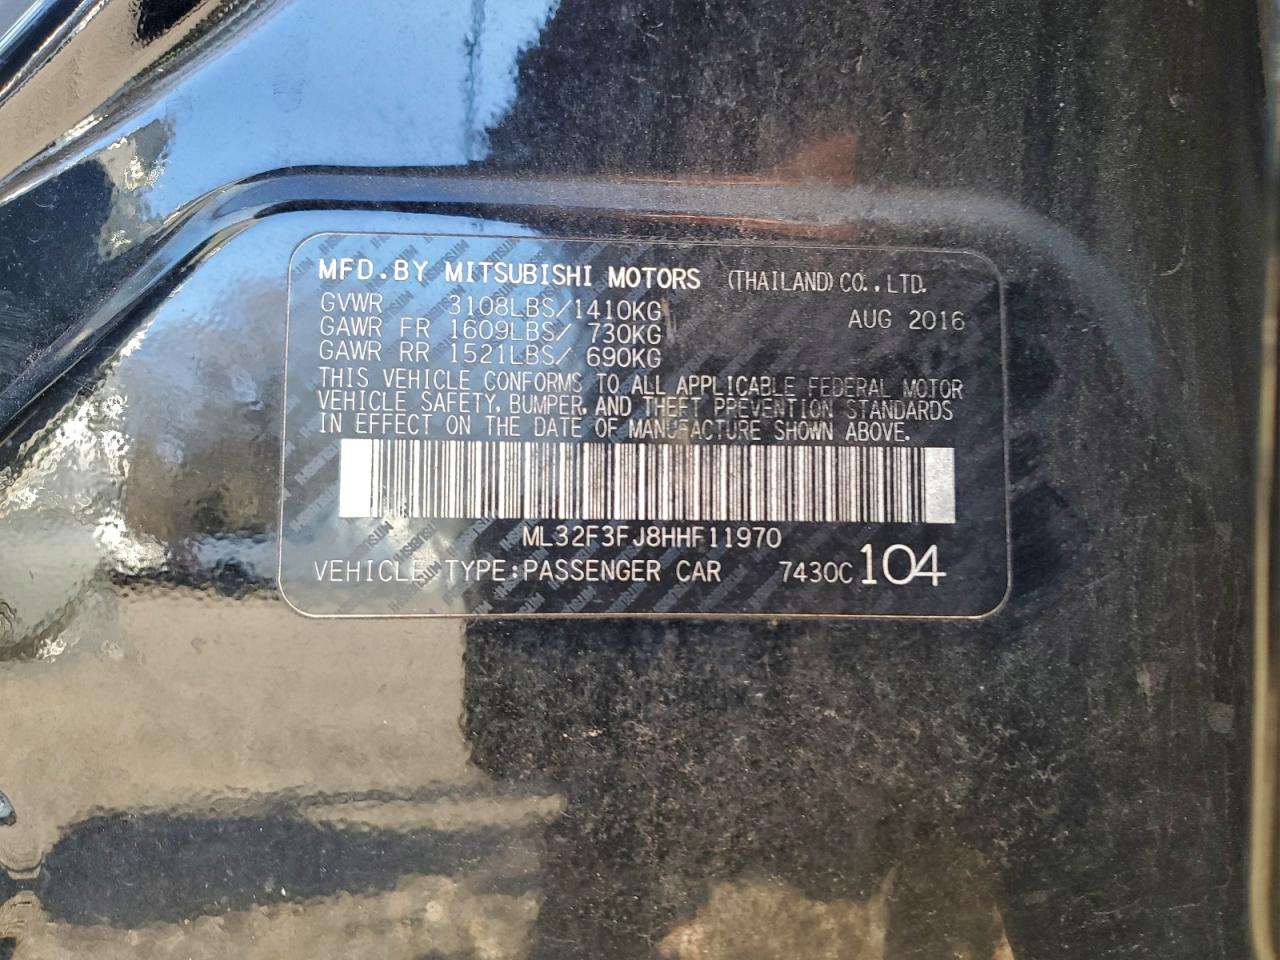 MFD.BY MITSUBISHI MOTORS (THAILAND) CO., LTD.
GVWR 3108LBS/1410KG AUG 2016
GAWR FR 1609LBS/ 730KG
GAWR RR 1521LBS/ 690KG
THIS VEHICLE CONFORMS TO ALL APPLICABLE FEDERAL MOTOR
VEHICLE SAFETY, BUMPER, AND THEFT PREVENTION STANDARDS
IN EFFECT ON THE DATE OF MANUFACTURE SHOWN ABOVE.
ML32F3FJ8HHF11970
VEHICLE TYPE:PASSENGER CAR 7430C 104